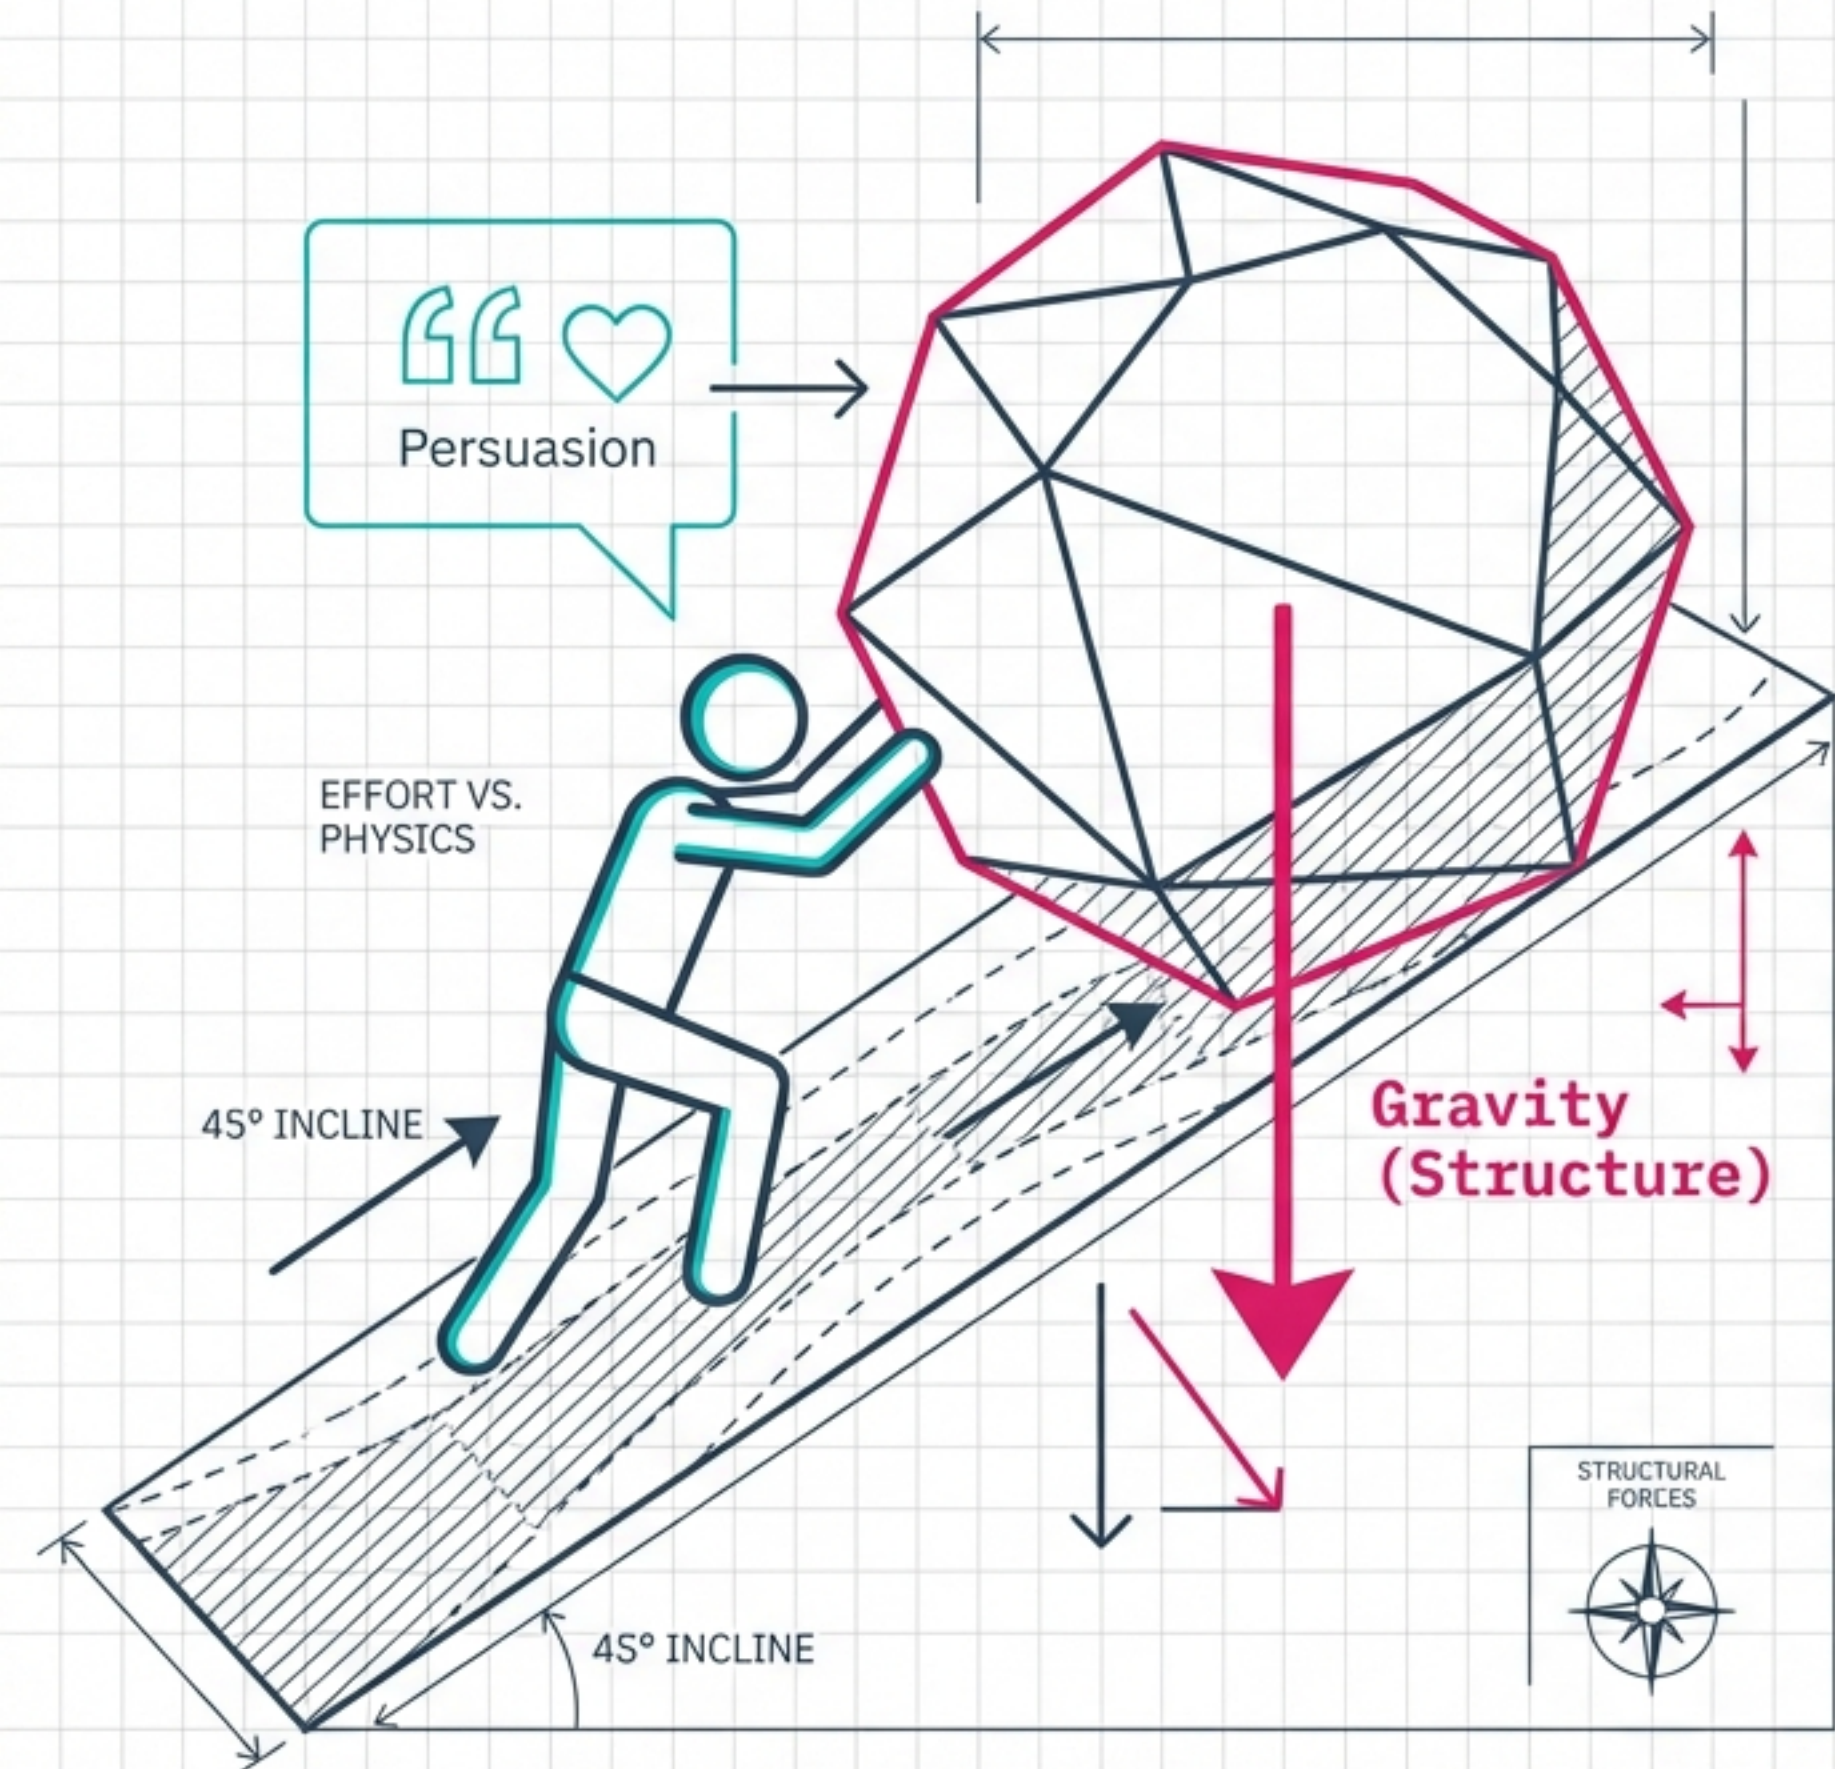 Persuasion
EFFORT VS.
PHYSICS
45° INCLINE
Gravity
(Structure)
STRUCTURAL
FORCES
45° INCLINE